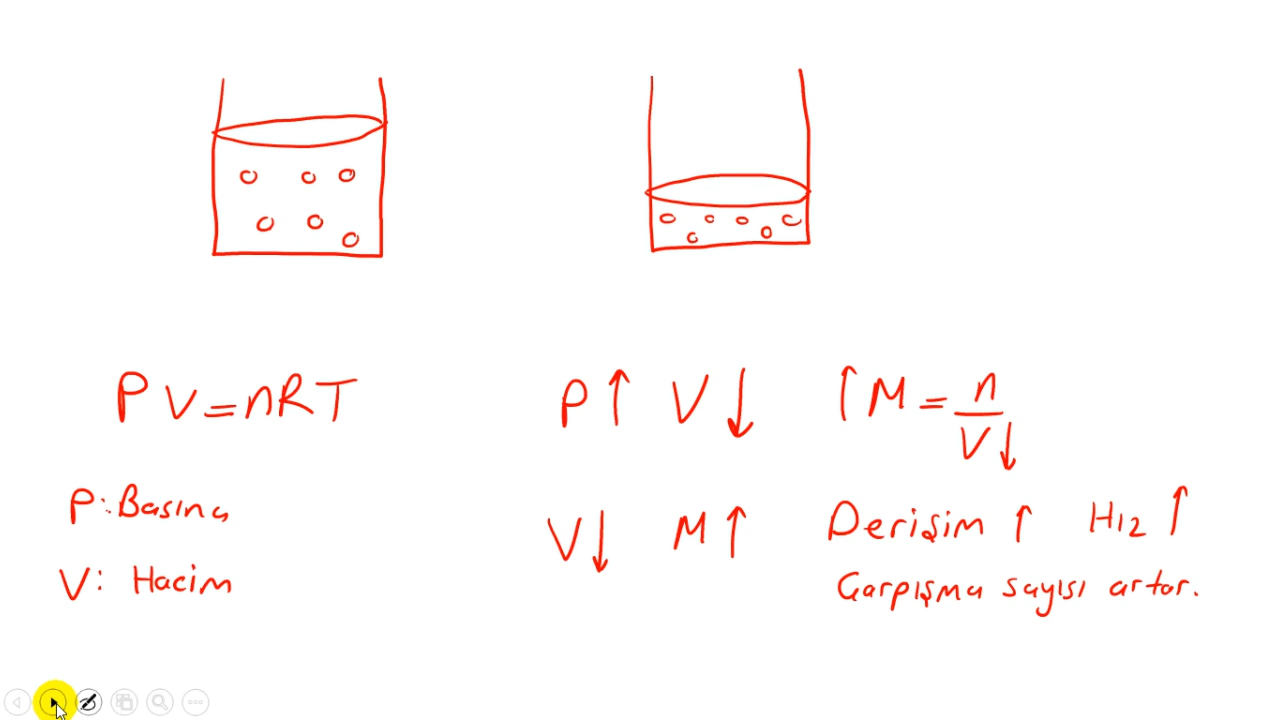 PV=nRT
P↑ V↓ ↑M = n/V↓
P: Basınç
V↓ M↑ Derişim ↑ Hız ↑
V: Hacim
Çarpışma sayısı artar.